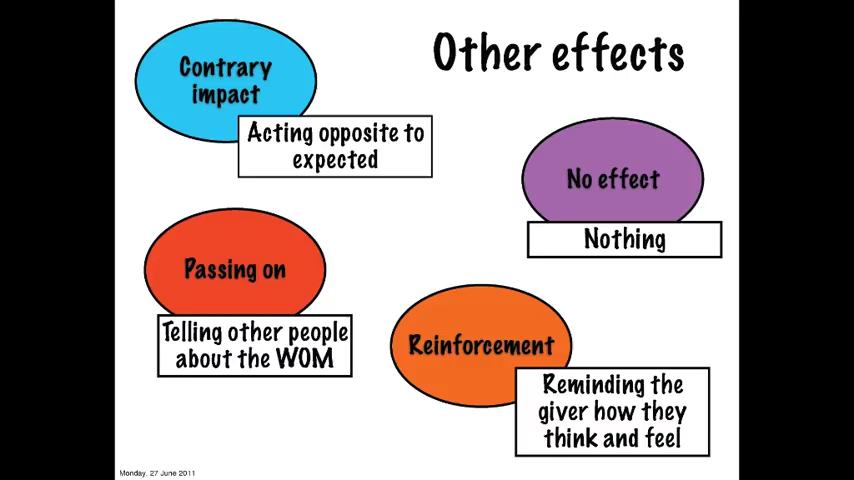 Other effects
Contrary
impact
Acting opposite to
expected
No effect
Nothing
Passing on
Telling other people
about the WOM
Reinforcement
Reminding the
giver how they
think and feel
Monday, 27 June 2011